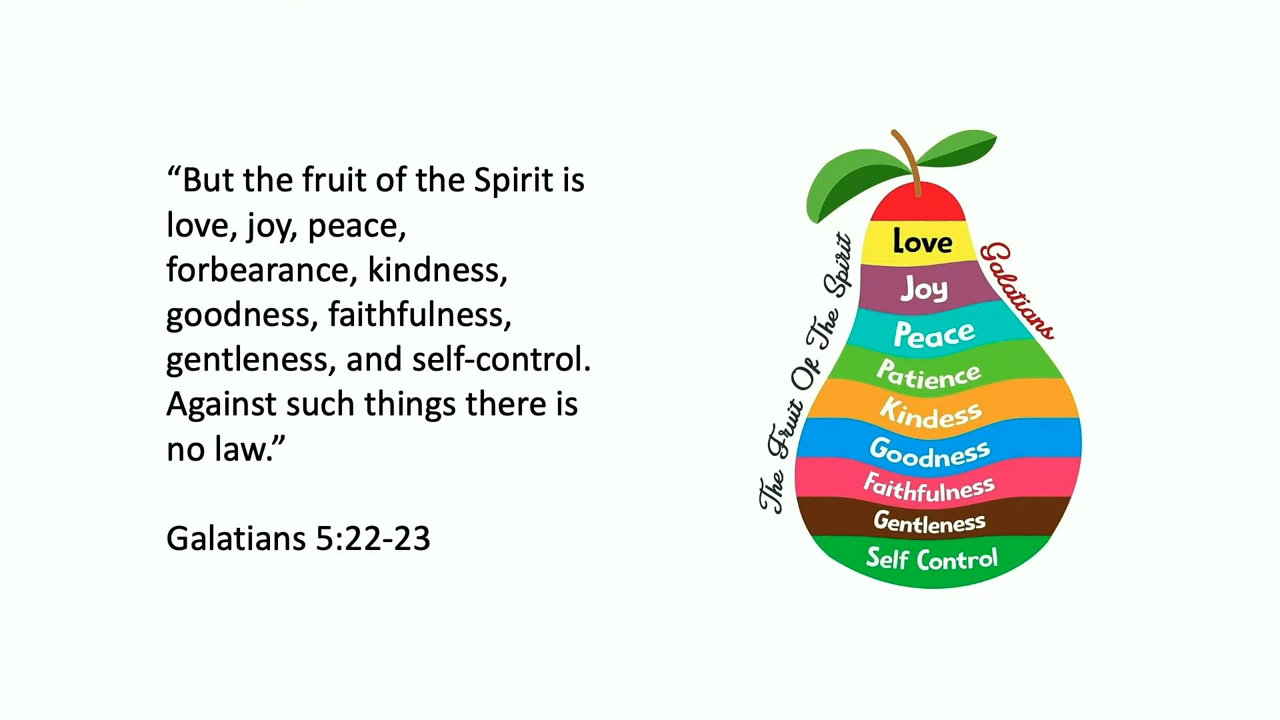 “But the fruit of the Spirit is
love, joy, peace,
forbearance, kindness,
goodness, faithfulness,
gentleness, and self-control.
Against such things there is
no law.”
Galatians 5:22-23
The Fruit Of The Spirit
Galatians
Love
Joy
Peace
Patience
Kindess
Goodness
Faithfulness
Gentleness
Self Control